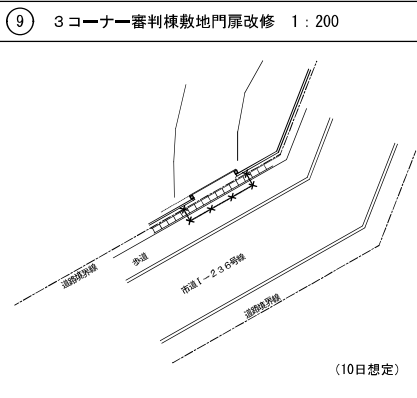 ⑨ 3コーナー審判棟敷地門扉改修 1:200
道路境界線
歩道
市道Ⅰ-236号線
道路境界線
(10日想定)